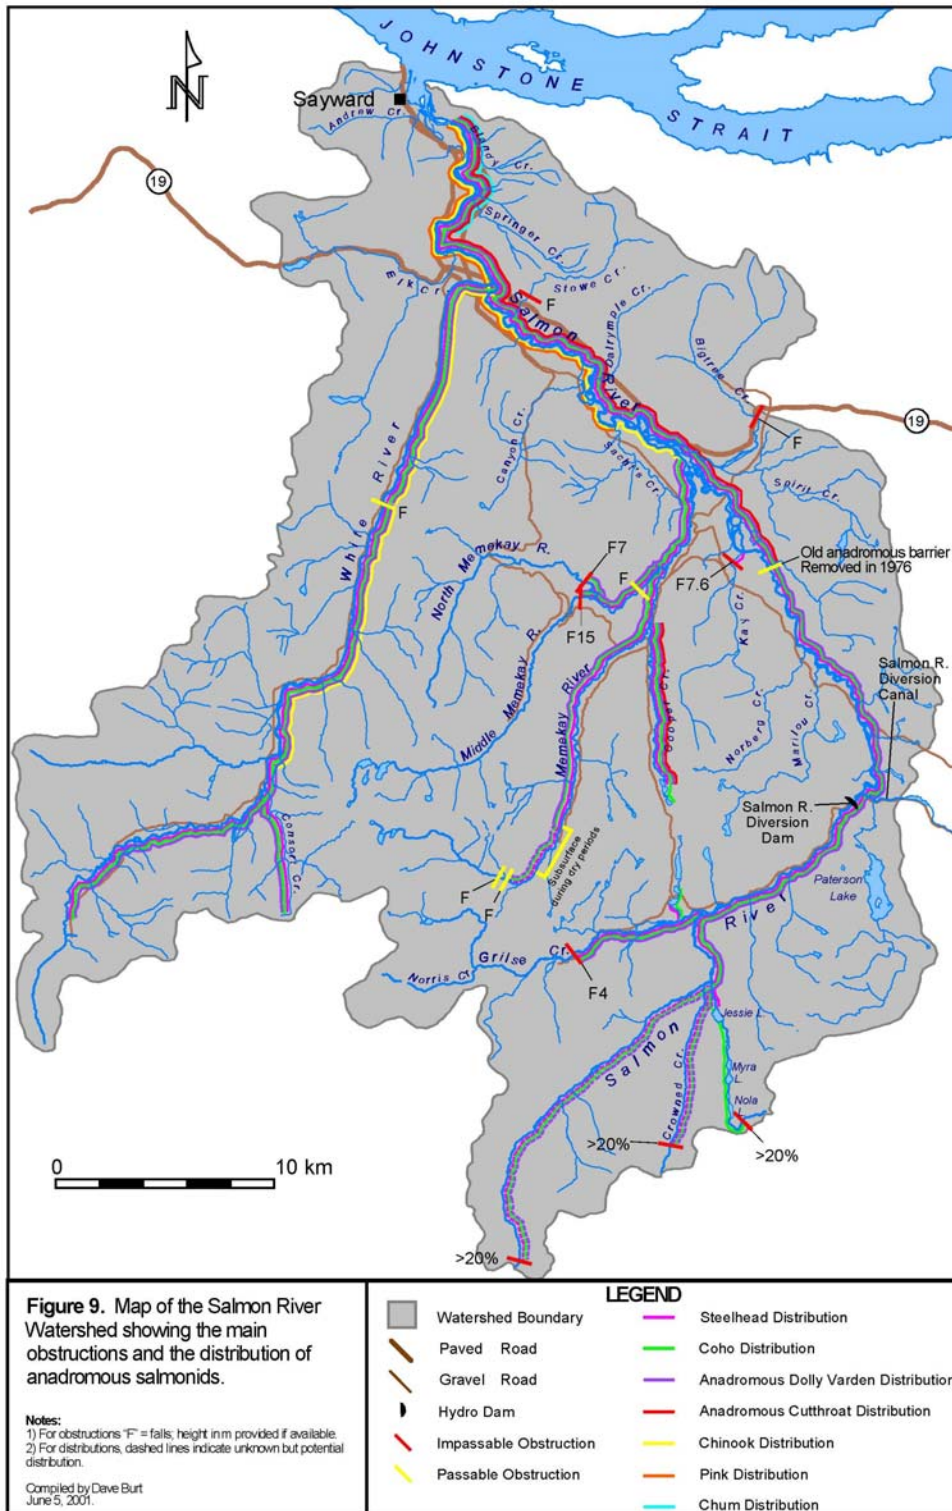 JOHNSTONE STRAIT
N
Sayward
Andrew Cr.
Blendy Cr.
19
Springer Cr.
Stowe Cr.
Elk Cr.
F
Salmon River
Dalrymple Cr.
Bigtree Cr.
19
F
Canyon Cr.
Sachts Cr.
Spirit Cr.
White River
F
North Memekay R.
F7
F
F7.6
Old anadromous barrier
Removed in 1976
F15
Kay Cr.
Middle Memekay R.
Memekay River
Cooper Cr.
Salmon R.
Diversion
Canal
Norberg Cr.
Marilou Cr.
Salmon R.
Diversion
Dam
Consort Cr.
Subsurface
during dry periods
F
F
Paterson
Lake
River
Grilse Cr.
Norris Cr
F4
Salmon
Jessie L.
Crowned Cr.
Myra
L.
Nola
L.
>20%
>20%
>20%
0 10 km
Figure 9. Map of the Salmon River
Watershed showing the main
obstructions and the distribution of
anadromous salmonids.
Notes:
1) For obstructions "F" = falls; height in m provided if available.
2) For distributions, dashed lines indicate unknown but potential
distribution.
Compiled by Dave Burt
June 5, 2001.
LEGEND
Watershed Boundary
Paved Road
Gravel Road
Hydro Dam
Impassable Obstruction
Passable Obstruction
Steelhead Distribution
Coho Distribution
Anadromous Dolly Varden Distribution
Anadromous Cutthroat Distribution
Chinook Distribution
Pink Distribution
Chum Distribution